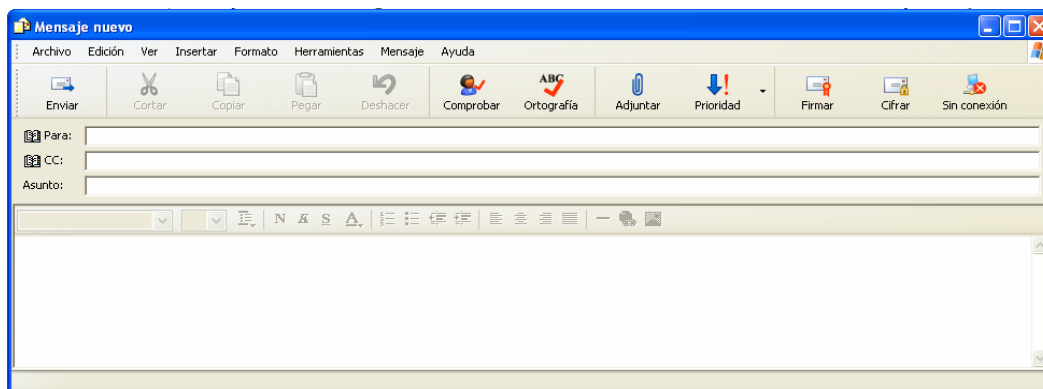 Mensaje nuevo
Archivo Edición Ver Insertar Formato Herramientas Mensaje Ayuda
ABC
Enviar Cortar Copiar Pegar Deshacer Comprobar Ortografía Adjuntar Prioridad Firmar Cifrar Sin conexión
Para:
CC:
Asunto:
N K S A